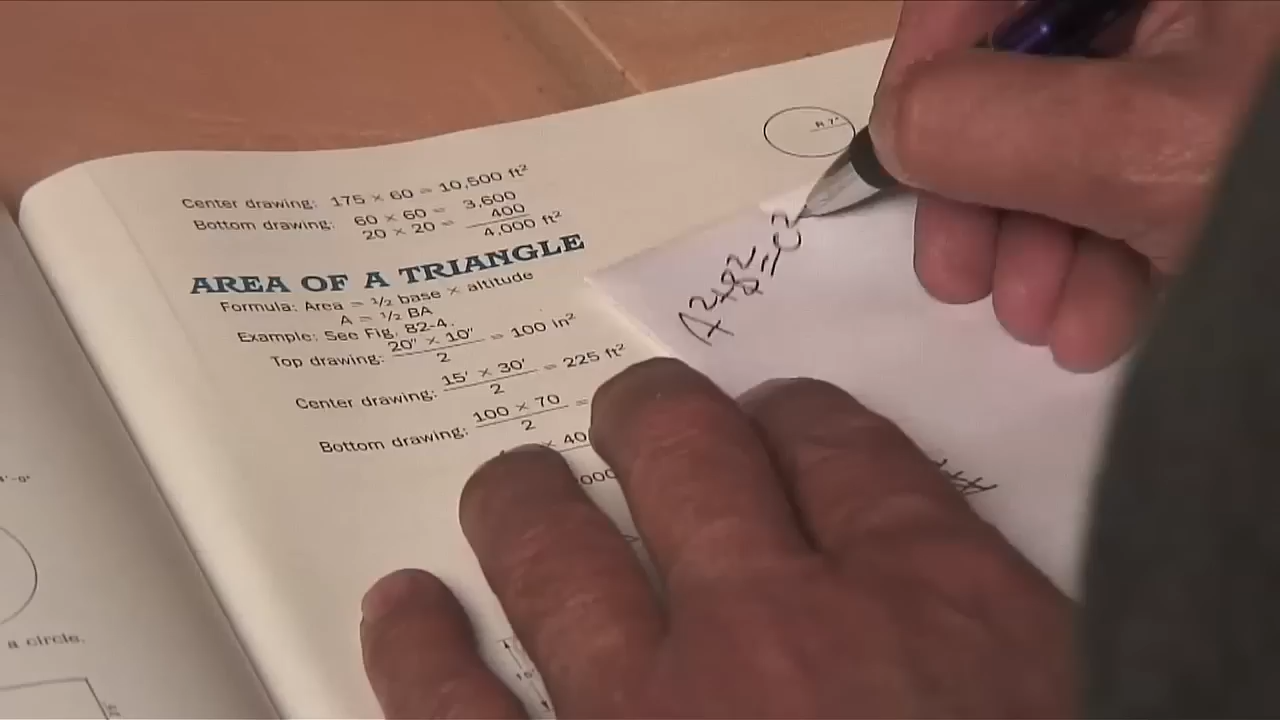 Center drawing: 175 × 60 = 10,500 ft²
Bottom drawing: 60 × 60 = 3,600
20 × 20 = 400
4,000 ft²
AREA OF A TRIANGLE
Formula: Area = ½ base × altitude
A = ½ BA
Example: See Fig. 82-4.
Top drawing: 20" × 10" / 2 = 100 in²
Center drawing: 15' × 30' / 2 = 225 ft²
Bottom drawing: 100 × 70 / 2 =
× 40
000
R 7"
A²+B²=C²
a circle.